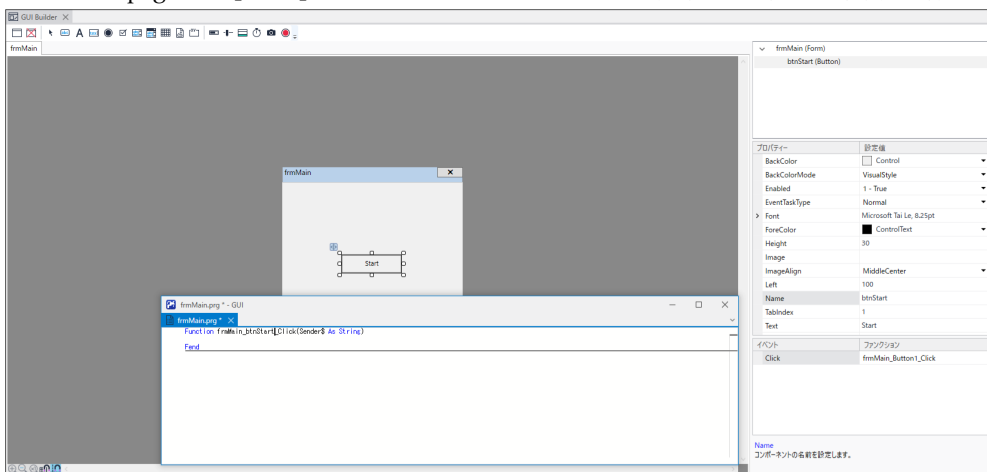 GUI Builder
frmMain
frmMain (Form)
btnStart (Button)
frmMain
Start
プロパティー 設定値
BackColor Control
BackColorMode VisualStyle
Enabled 1 - True
EventTaskType Normal
Font Microsoft Tai Le, 8.25pt
ForeColor ControlText
Height 30
Image
ImageAlign MiddleCenter
Left 100
Name btnStart
TabIndex 1
Text Start
イベント ファンクション
Click frmMain_Button1_Click
Name
コンポーネントの名前を設定します。
frmMain.prg * - GUI
frmMain.prg *
Function frmMain_btnStart_Click(Sender$ As String)
Fend